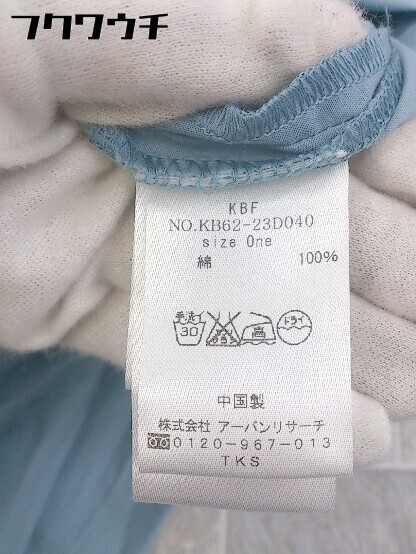 フクワウチ
KBF
NO.KB62-23D040
size One
綿 100%
手洗イ 30 高 ドライ
中国製
株式会社 アーバンリサーチ
0120-967-013
TKS